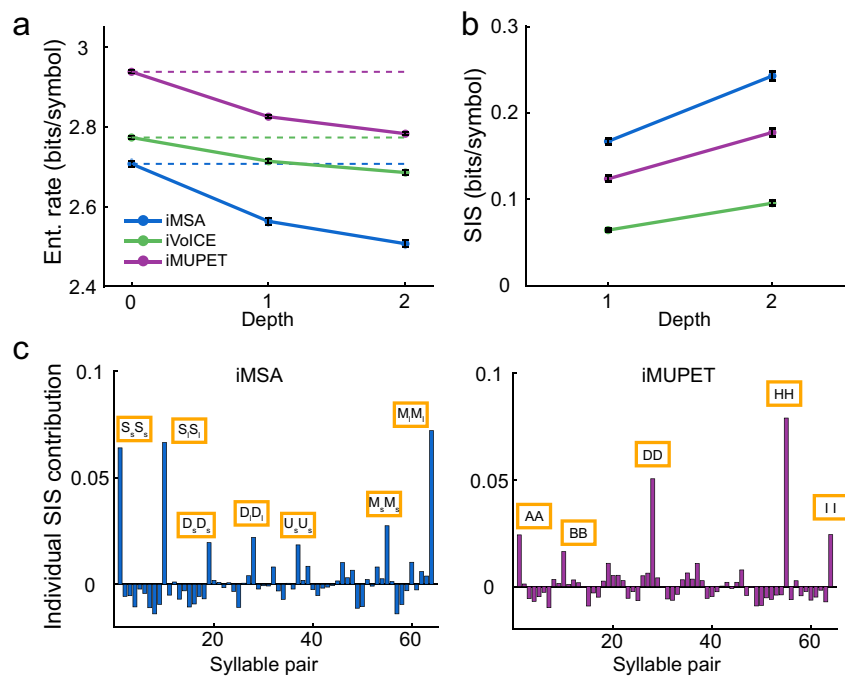 a
Ent. rate (bits/symbol)
3
2.8
2.6
2.4
iMSA
iVoICE
iMUPET
0
1
2
Depth
b
SIS (bits/symbol)
0.3
0.2
0.1
0
1
2
Depth
c
Individual SIS contribution
iMSA
0.1
0.05
0
SₛSₛ
SₗSₗ
DₛDₛ
DₗDₗ
UₛUₛ
MₛMₛ
MₗMₗ
20
40
60
Syllable pair
iMUPET
0.1
0.05
0
AA
BB
DD
HH
I I
20
40
60
Syllable pair